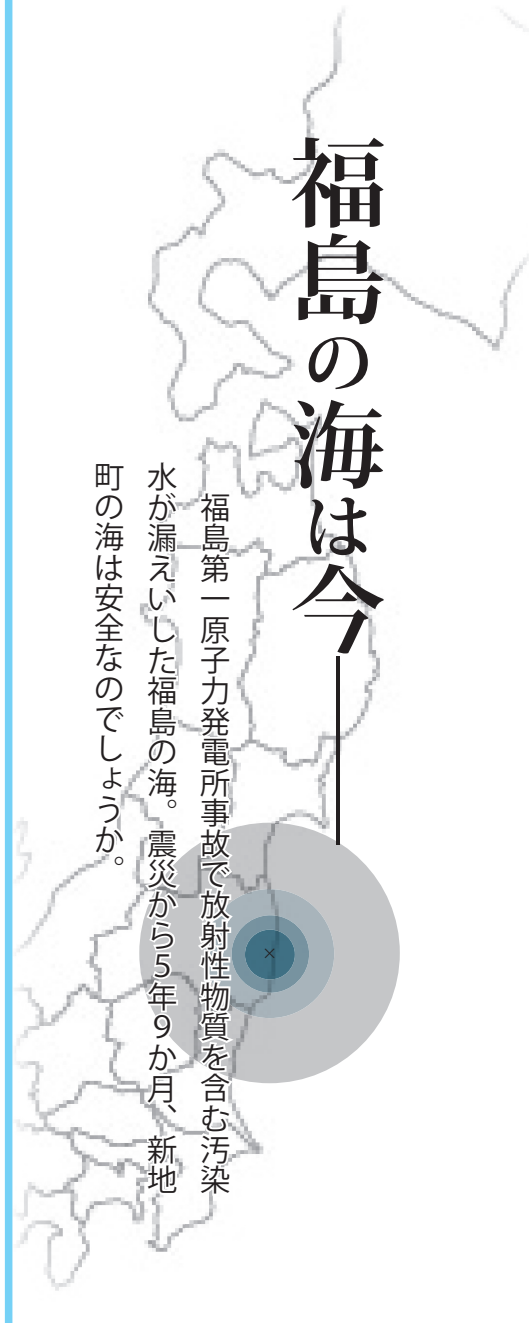 福島の海は今
福島第一原子力発電所事故で放射性物質を含む汚染
水が漏えいした福島の海。震災から5年9か月、新地
町の海は安全なのでしょうか。